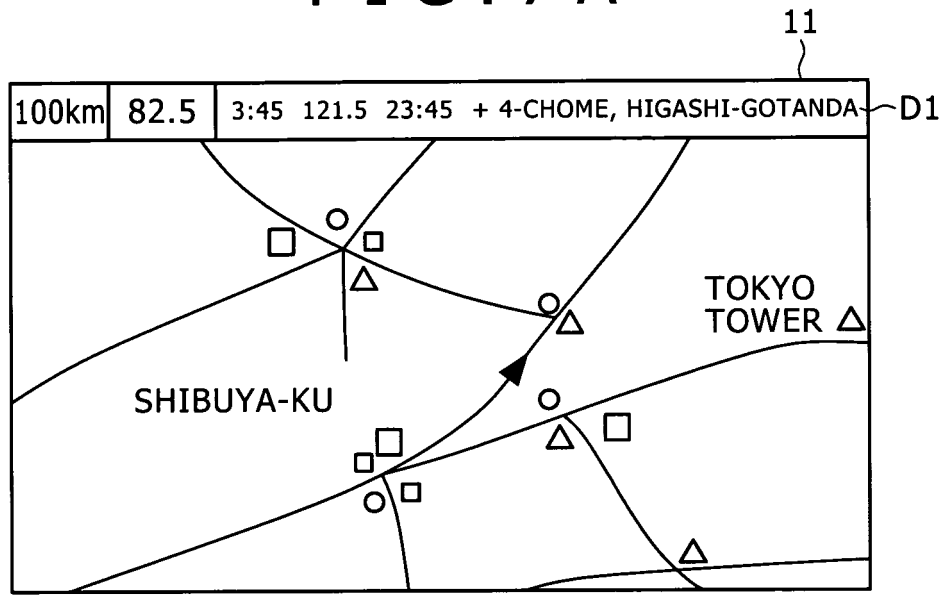 11
100km 82.5 3:45 121.5 23:45 + 4-CHOME, HIGASHI-GOTANDA D1
TOKYO
TOWER
SHIBUYA-KU